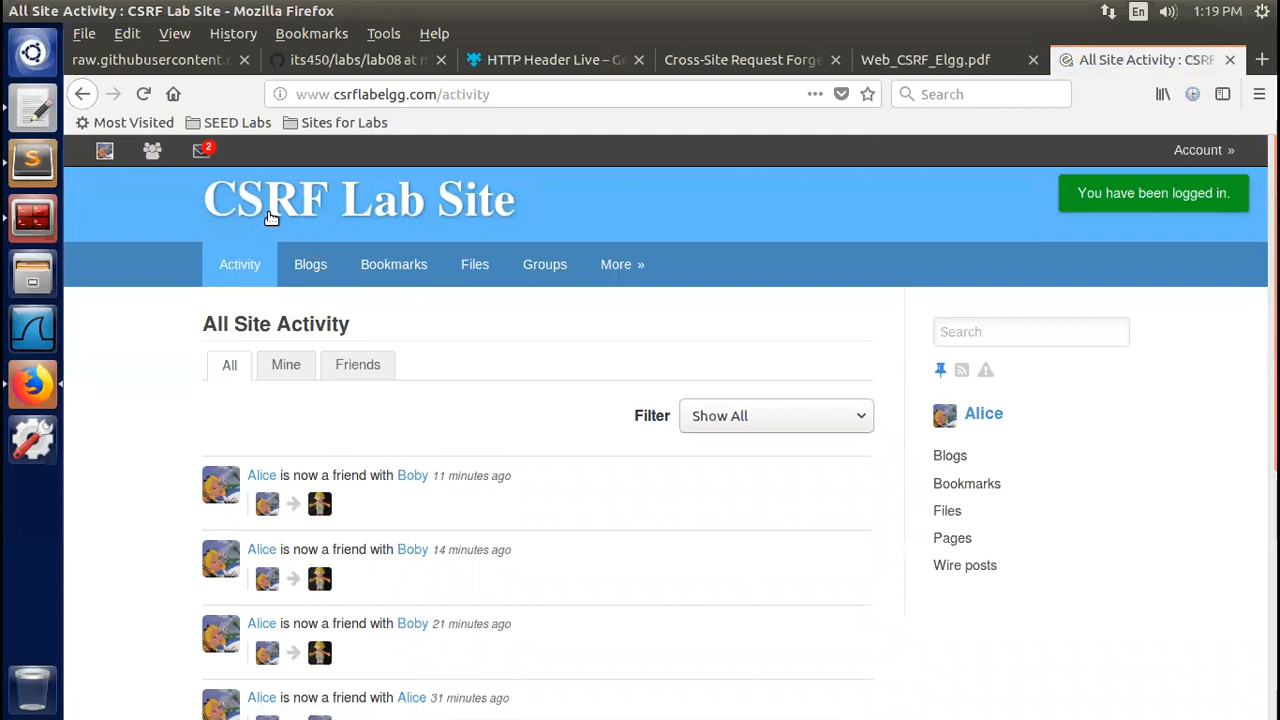 All Site Activity : CSRF Lab Site - Mozilla Firefox
En
1:19 PM
File Edit View History Bookmarks Tools Help
raw.githubusercontent.
its450/labs/lab08 at
HTTP Header Live – Ge
Cross-Site Request Forge
Web_CSRF_Elgg.pdf
All Site Activity : CSRF
www.csrflabelgg.com/activity
Search
Most Visited
SEED Labs
Sites for Labs
2
Account »
CSRF Lab Site
You have been logged in.
Activity Blogs Bookmarks Files Groups More »
All Site Activity
All Mine Friends
Filter Show All
Alice is now a friend with Boby 11 minutes ago
Alice is now a friend with Boby 14 minutes ago
Alice is now a friend with Boby 21 minutes ago
Alice is now a friend with Alice 31 minutes ago
Search
Alice
Blogs
Bookmarks
Files
Pages
Wire posts